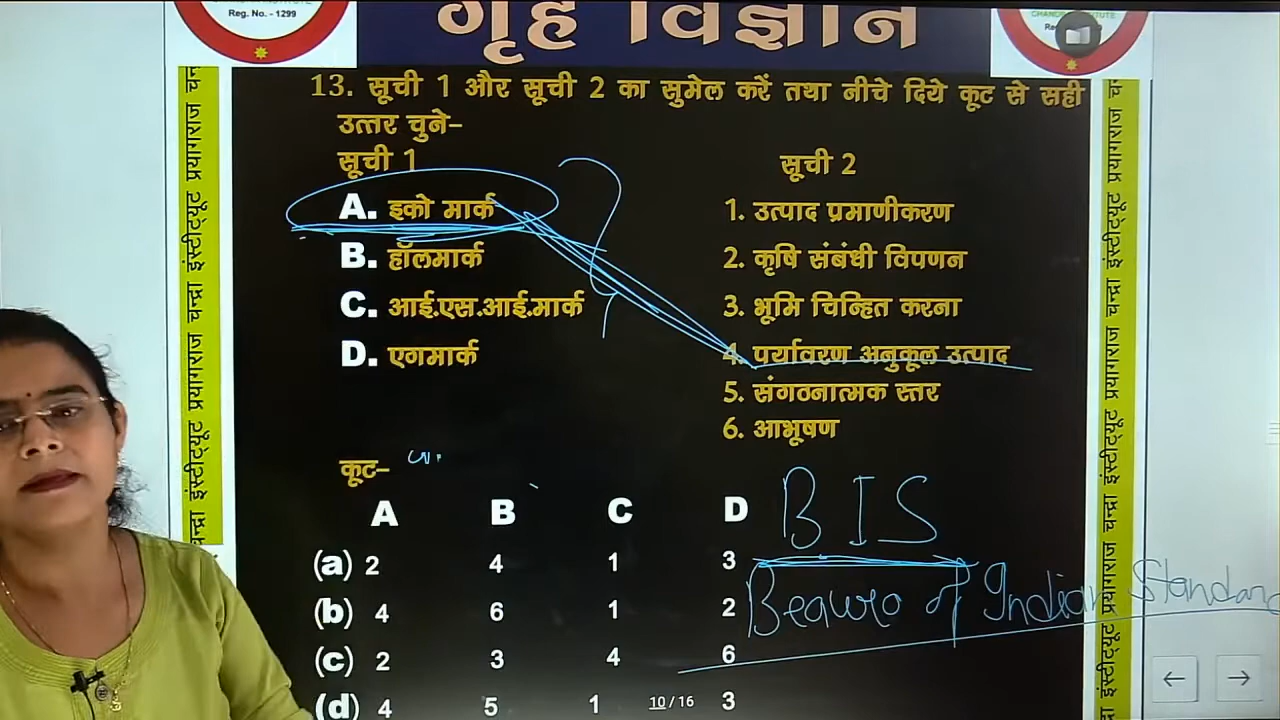 Reg. No. - 1299
गृह विज्ञान
13. सूची 1 और सूची 2 का सुमेल करें तथा नीचे दिये कूट से सही
उत्तर चुने-
सूची 1 सूची 2
A. इको मार्क 1. उत्पाद प्रमाणीकरण
B. हॉलमार्क 2. कृषि संबंधी विपणन
C. आई.एस.आई.मार्क 3. भूमि चिन्हित करना
D. एगमार्क 4. पर्यावरण अनुकूल उत्पाद
5. संगठनात्मक स्तर
6. आभूषण
कूट-
A B C D
(a) 2 4 1 3
(b) 4 6 1 2
(c) 2 3 4 6
(d) 4 5 1 3
BIS
Beauro of Indian Standard
10 / 16
चन्द्रा इंस्टीट्यूट प्रयागराज
चन्द्रा इंस्टीट्यूट प्रयागराज